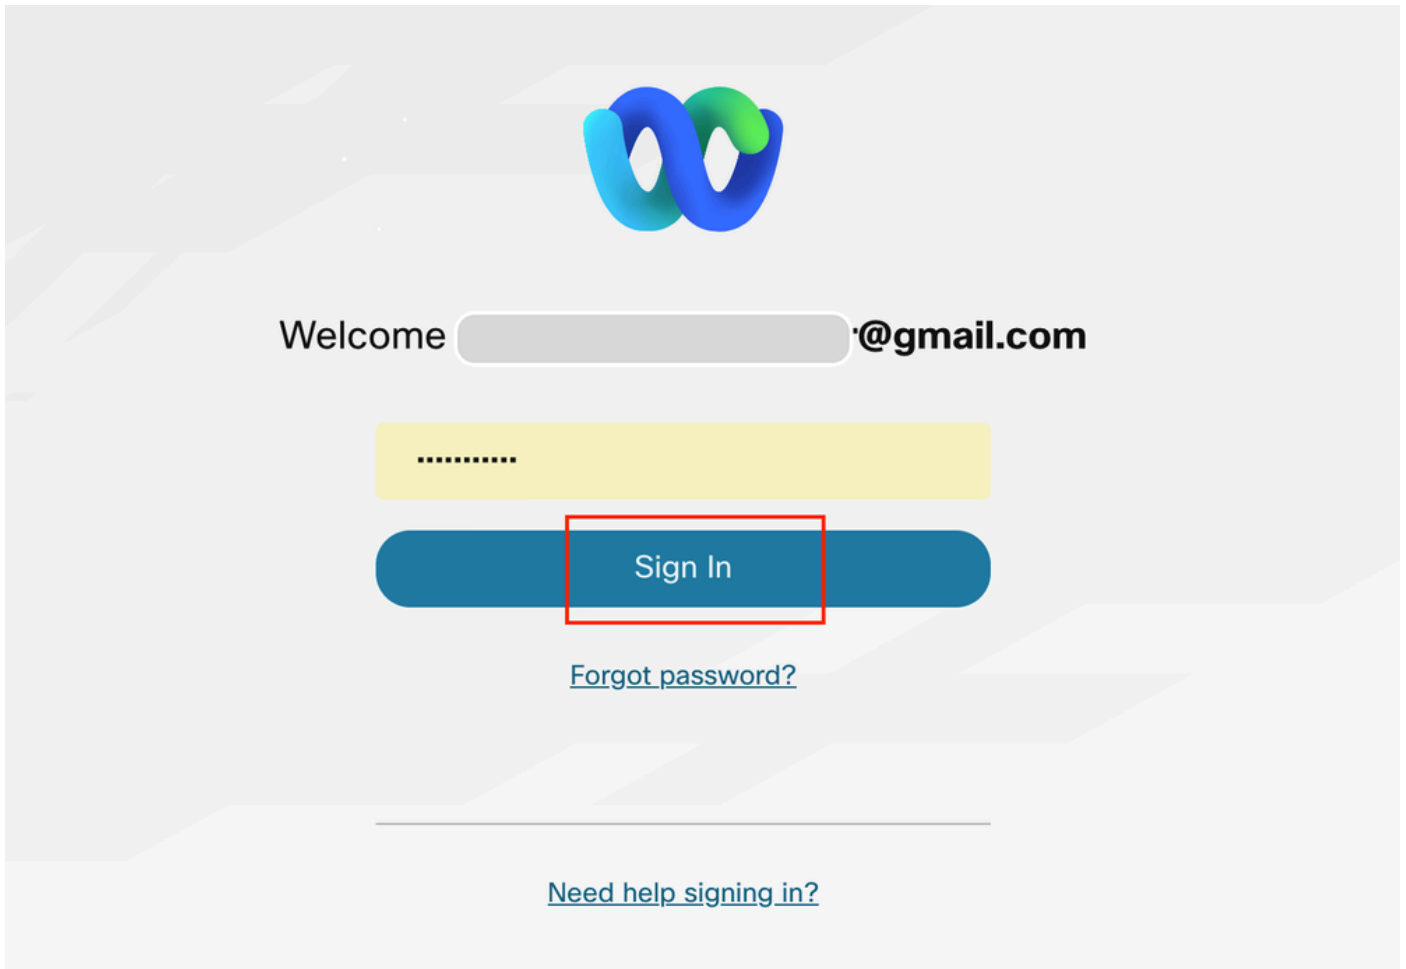 Welcome @gmail.com
•••••••••••
Sign In
Forgot password?
Need help signing in?